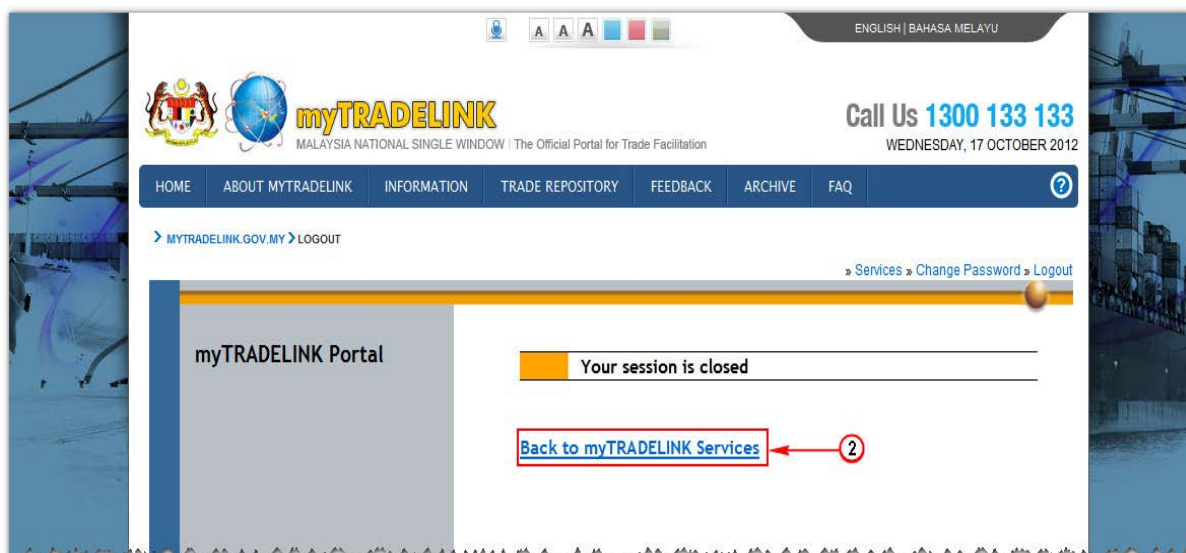 A A A
ENGLISH | BAHASA MELAYU
myTRADELINK
MALAYSIA NATIONAL SINGLE WINDOW | The Official Portal for Trade Facilitation
Call Us 1300 133 133
WEDNESDAY, 17 OCTOBER 2012
HOME ABOUT MYTRADELINK INFORMATION TRADE REPOSITORY FEEDBACK ARCHIVE FAQ ?
> MYTRADELINK.GOV.MY > LOGOUT
» Services » Change Password » Logout
myTRADELINK Portal
Your session is closed
Back to myTRADELINK Services
2